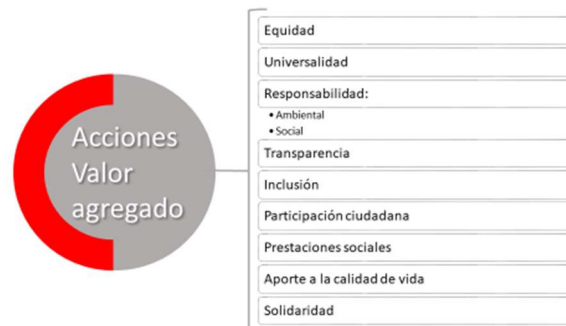 Acciones
Valor
agregado
Equidad
Universalidad
Responsabilidad:
• Ambiental
• Social
Transparencia
Inclusión
Participación ciudadana
Prestaciones sociales
Aporte a la calidad de vida
Solidaridad